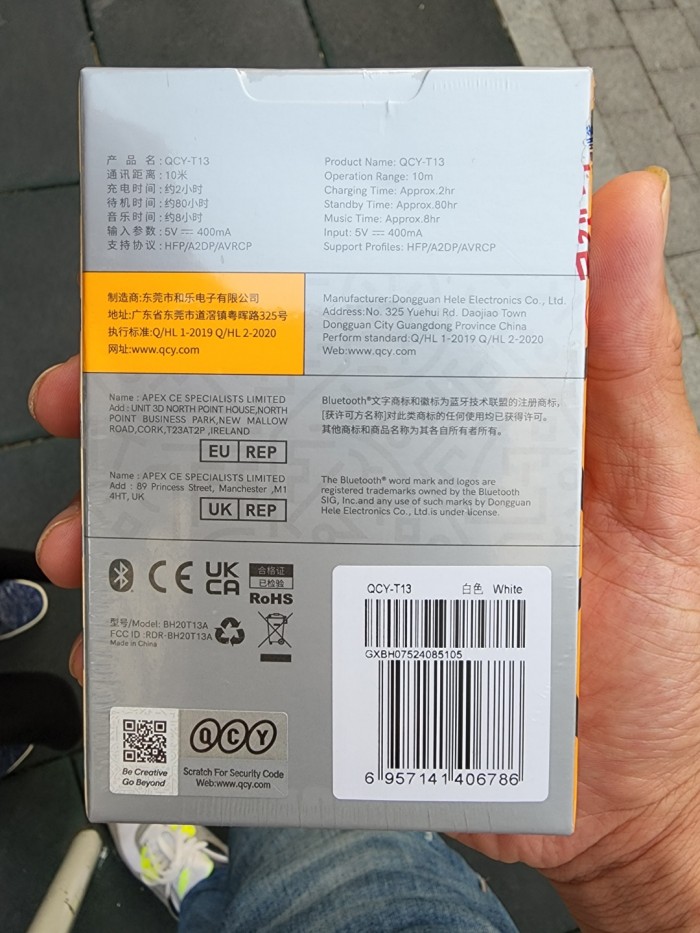 产 品 名 : QCY-T13
通讯距离 : 10米
充电时间 : 约2小时
待机时间 : 约80小时
音乐时间 : 约8小时
输入参数 : 5V ⎓ 400mA
支持协议 : HFP/A2DP/AVRCP
Product Name: QCY-T13
Operation Range: 10m
Charging Time: Approx.2hr
Standby Time: Approx.80hr
Music Time: Approx.8hr
Input: 5V ⎓ 400mA
Support Profiles: HFP/A2DP/AVRCP
制造商:东莞市和乐电子有限公司
地址:广东省东莞市道滘镇粤晖路325号
执行标准:Q/HL 1-2019 Q/HL 2-2020
网址:www.qcy.com
Manufacturer:Dongguan Hele Electronics Co., Ltd.
Address:No. 325 Yuehui Rd. Daojiao Town
Dongguan City Guangdong Province China
Perform standard:Q/HL 1-2019 Q/HL 2-2020
Web:www.qcy.com
Name : APEX CE SPECIALISTS LIMITED
Add : UNIT 3D NORTH POINT HOUSE,NORTH
POINT BUSINESS PARK,NEW MALLOW
ROAD,CORK,T23AT2P ,IRELAND
EU REP
Name : APEX CE SPECIALISTS LIMITED
Add : 89 Princess Street, Manchester ,M1
4HT, UK
UK REP
Bluetooth®文字商标和徽标为蓝牙技术联盟的注册商标,
[获许可方名称]对此类商标的任何使用均已获得许可。
其他商标和商品名称为其各自所有者所有。
The Bluetooth® word mark and logos are
registered trademarks owned by the Bluetooth
SIG, Inc.and any use of such marks by Dongguan
Hele Electronics Co., Ltd.is under license.
CE
UK
CA
合格证
已检验
RoHS
型号/Model: BH20T13A
FCC ID :ROR-BH20T13A
Made in China
Be Creative
Go Beyond
QCY
Scratch For Security Code
Web:www.qcy.com
QCY-T13 白色 White
GXBH07524085105
6 957141 406786